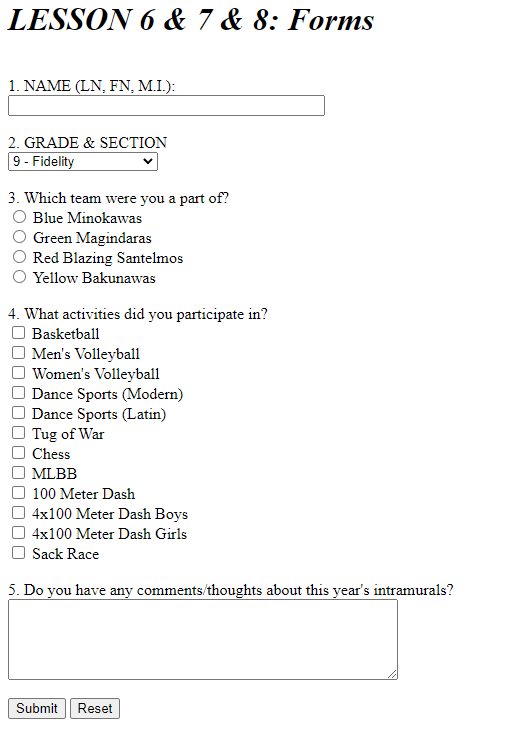 LESSON 6 & 7 & 8: Forms
1. NAME (LN, FN, M.I.):
2. GRADE & SECTION
9 - Fidelity
3. Which team were you a part of?
Blue Minokawas
Green Magindaras
Red Blazing Santelmos
Yellow Bakunawas
4. What activities did you participate in?
Basketball
Men's Volleyball
Women's Volleyball
Dance Sports (Modern)
Dance Sports (Latin)
Tug of War
Chess
MLBB
100 Meter Dash
4x100 Meter Dash Boys
4x100 Meter Dash Girls
Sack Race
5. Do you have any comments/thoughts about this year's intramurals?
Submit Reset